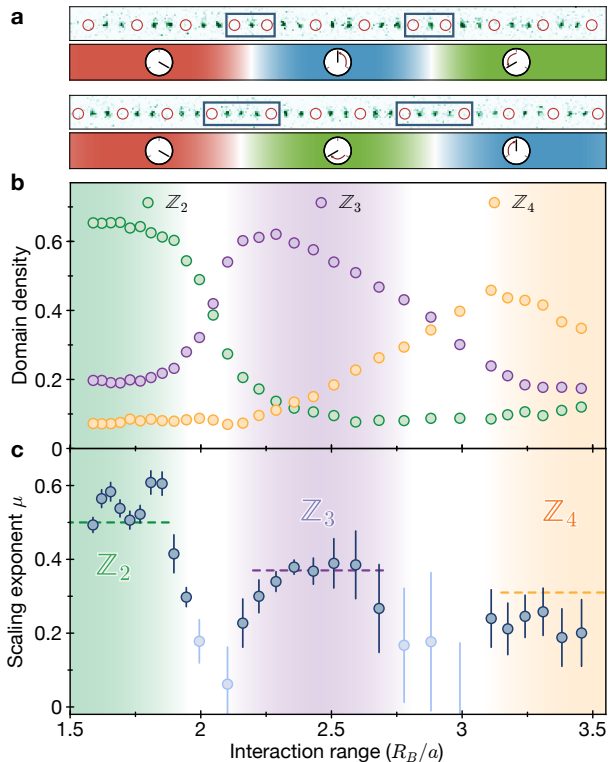 a
b
ℤ₂ ℤ₃ ℤ₄
0.6
0.4
0.2
0
Domain density
c
0.6
0.4
0.2
0
Scaling exponent μ
ℤ₂
ℤ₃
ℤ₄
1.5 2 2.5 3 3.5
Interaction range (R_B/a)